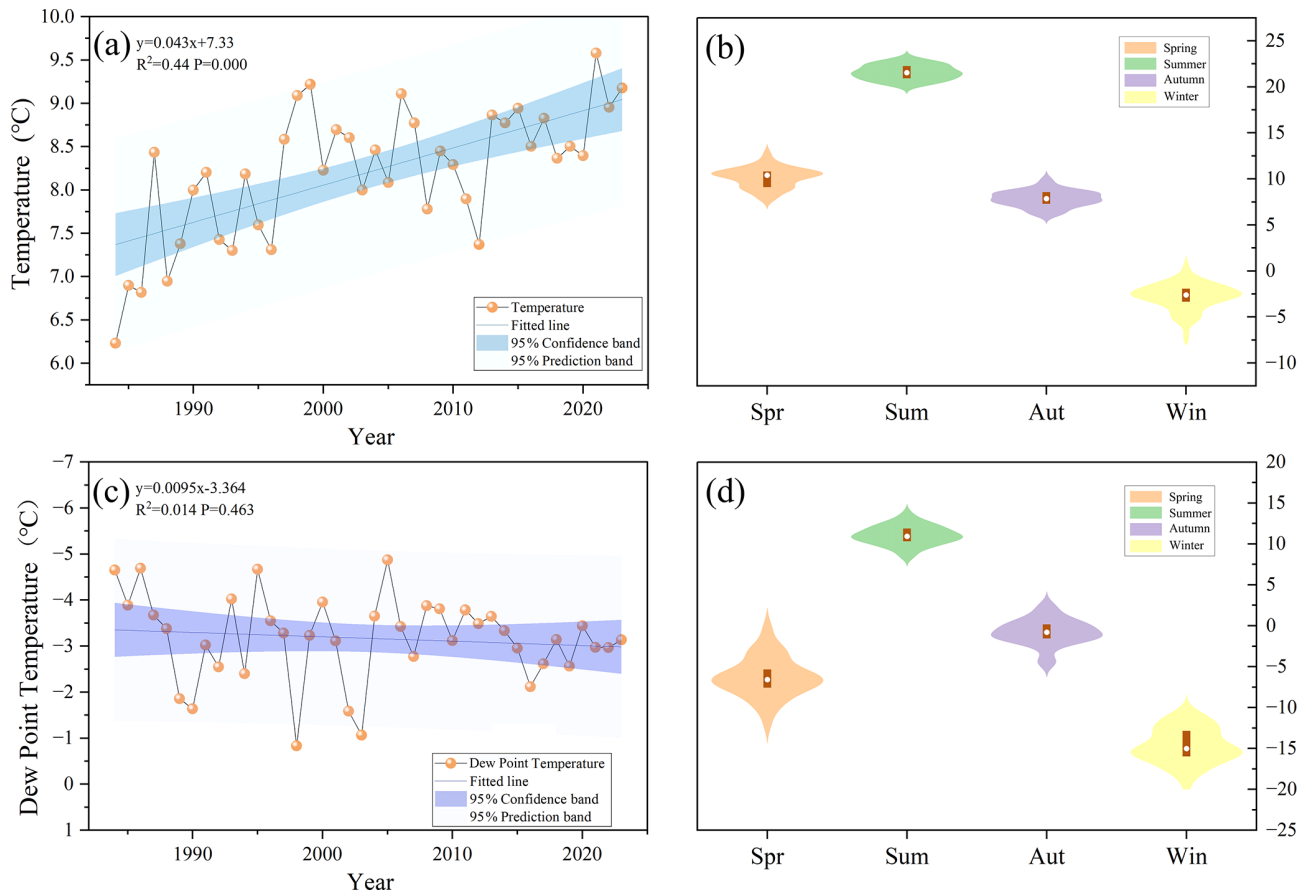 (a)
y=0.043x+7.33
R²=0.44 P=0.000
10.0
9.5
9.0
8.5
8.0
7.5
7.0
6.5
6.0
Temperature (°C)
Temperature
Fitted line
95% Confidence band
95% Prediction band
1990
2000
2010
2020
Year
(b)
Spring
Summer
Autumn
Winter
25
20
15
10
5
0
−5
−10
Spr
Sum
Aut
Win
(c)
y=0.0095x-3.364
R²=0.014 P=0.463
−7
−6
−5
−4
−3
−2
−1
0
1
Dew Point Temperature (°C)
Dew Point Temperature
Fitted line
95% Confidence band
95% Prediction band
1990
2000
2010
2020
Year
(d)
Spring
Summer
Autumn
Winter
20
15
10
5
0
−5
−10
−15
−20
−25
Spr
Sum
Aut
Win